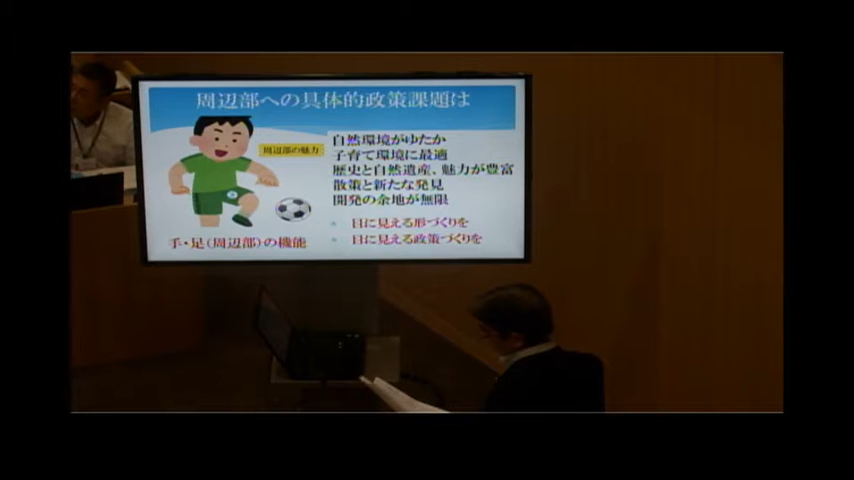 周辺部への具体的政策課題は
周辺部の魅力
自然環境がゆたか
子育て環境に最適
歴史と自然遺産、魅力が豊富
散策と新たな発見
開発の余地が無限
手・足(周辺部)の機能
目に見える形づくりを
目に見える政策づくりを